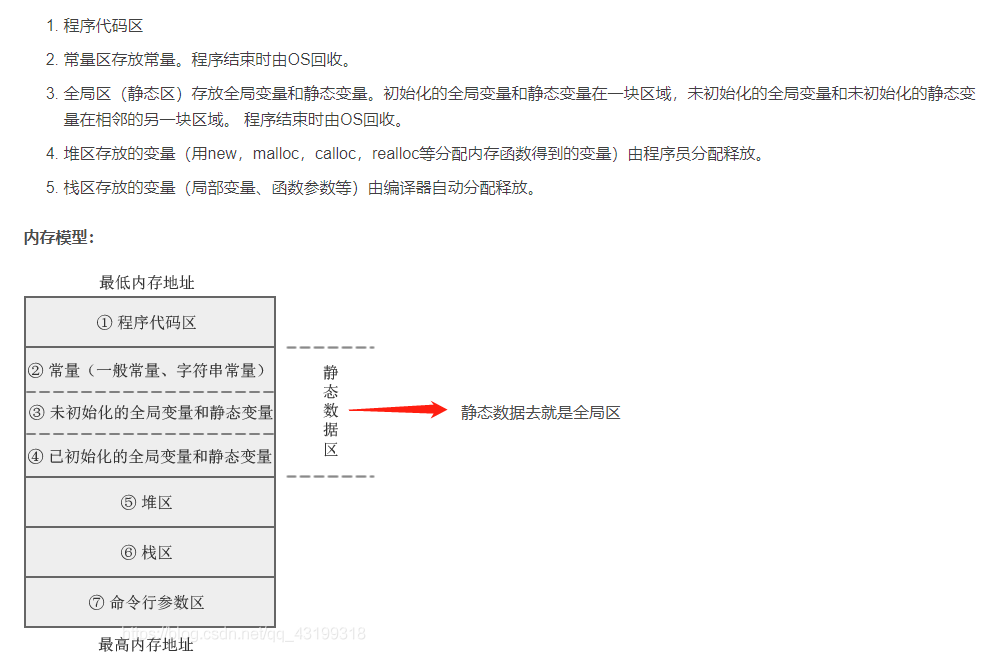 1. 程序代码区
2. 常量区存放常量。程序结束时由OS回收。
3. 全局区（静态区）存放全局变量和静态变量。初始化的全局变量和静态变量在一块区域，未初始化的全局变量和未初始化的静态变
量在相邻的另一块区域。 程序结束时由OS回收。
4. 堆区存放的变量（用new，malloc，calloc，realloc等分配内存函数得到的变量）由程序员分配释放。
5. 栈区存放的变量（局部变量、函数参数等）由编译器自动分配释放。
内存模型：
最低内存地址
① 程序代码区
② 常量（一般常量、字符串常量）
③ 未初始化的全局变量和静态变量
④ 已初始化的全局变量和静态变量
静态数据区
静态数据去就是全局区
⑤ 堆区
⑥ 栈区
⑦ 命令行参数区
https://blog.csdn.net/qq_43199318
最高内存地址